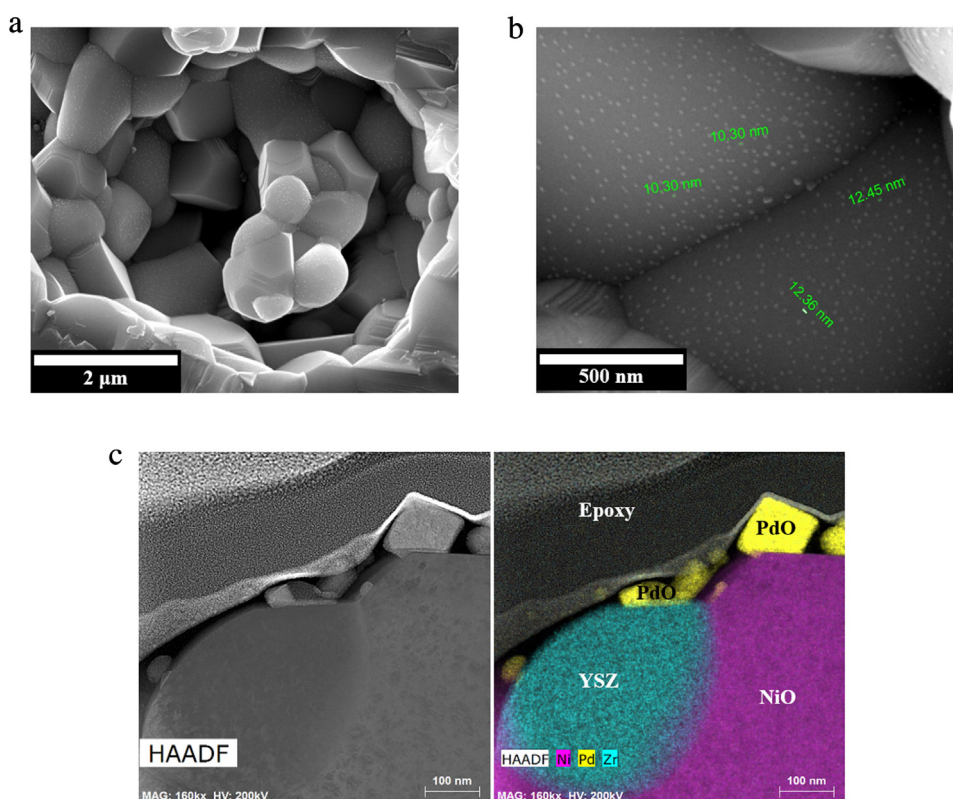 a
b
10.30 nm
10.30 nm
12.45 nm
12.36 nm
2 µm
500 nm
c
Epoxy
PdO
PdO
YSZ
NiO
HAADF
HAADF Ni Pd Zr
100 nm
100 nm
MAG: 160kx HV: 200kV
MAG: 160kx HV: 200kV